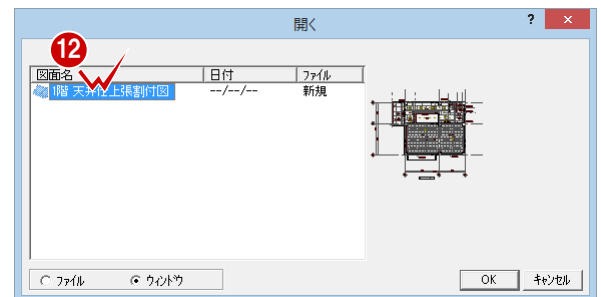 開く
?
×
12
図面名 日付 ファイル
1階 天井仕上張割付図 --/--/-- 新規
ファイル ウィンドウ
OK キャンセル